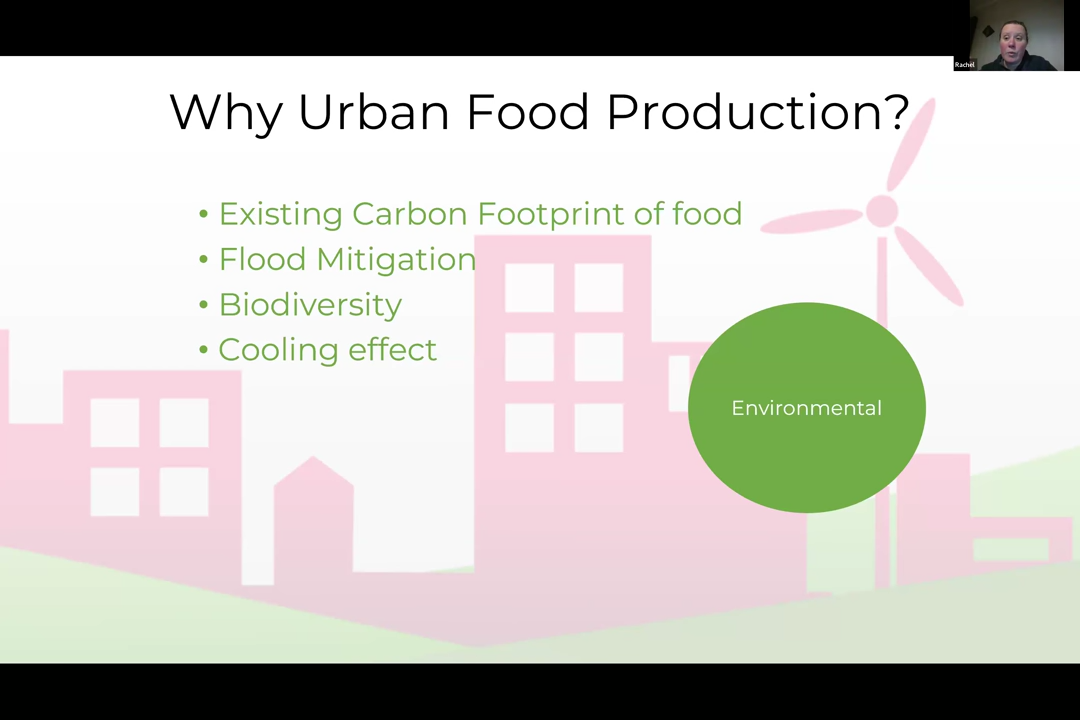 Rachel
Why Urban Food Production?
• Existing Carbon Footprint of food
• Flood Mitigation
• Biodiversity
• Cooling effect
Environmental